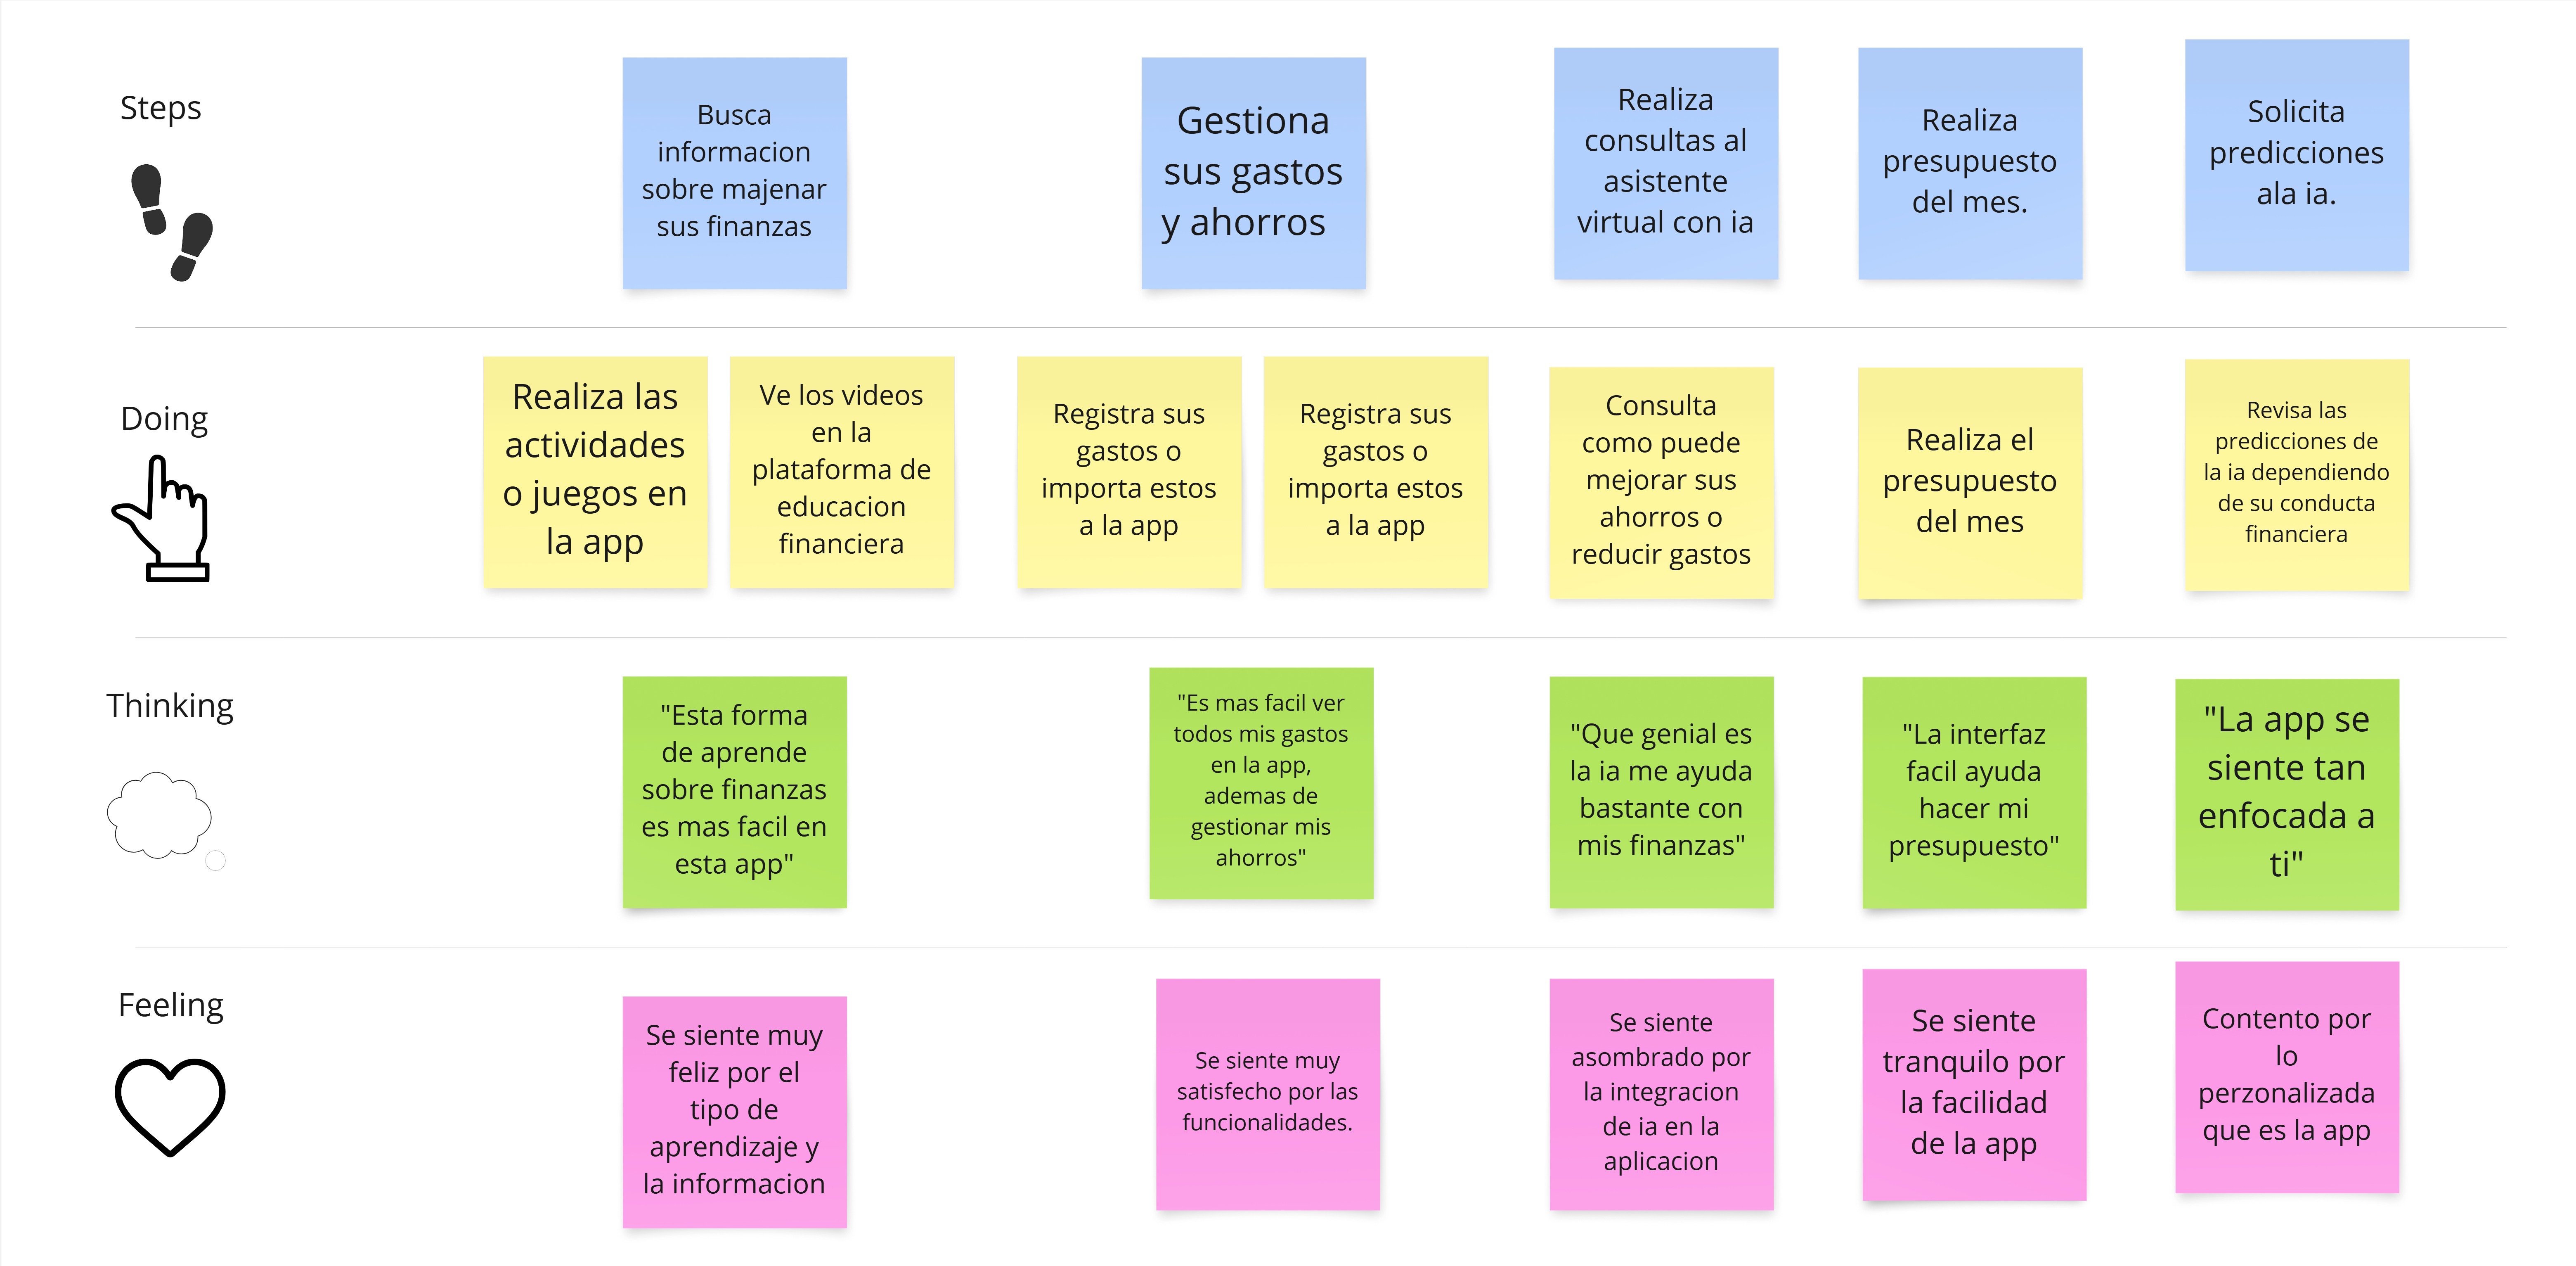 Steps
Busca
informacion
sobre majenar
sus finanzas
Gestiona
sus gastos
y ahorros
Realiza
consultas al
asistente
virtual con ia
Realiza
presupuesto
del mes.
Solicita
predicciones
ala ia.
Doing
Realiza las
actividades
o juegos en
la app
Ve los videos
en la
plataforma de
educacion
financiera
Registra sus
gastos o
importa estos
a la app
Registra sus
gastos o
importa estos
a la app
Consulta
como puede
mejorar sus
ahorros o
reducir gastos
Realiza el
presupuesto
del mes
Revisa las
predicciones de
la ia dependiendo
de su conducta
financiera
Thinking
"Esta forma
de aprende
sobre finanzas
es mas facil en
esta app"
"Es mas facil ver
todos mis gastos
en la app,
ademas de
gestionar mis
ahorros"
"Que genial es
la ia me ayuda
bastante con
mis finanzas"
"La interfaz
facil ayuda
hacer mi
presupuesto"
"La app se
siente tan
enfocada a
ti"
Feeling
Se siente muy
feliz por el
tipo de
aprendizaje y
la informacion
Se siente muy
satisfecho por las
funcionalidades.
Se siente
asombrado por
la integracion
de ia en la
aplicacion
Se siente
tranquilo por
la facilidad
de la app
Contento por
lo
perzonalizada
que es la app